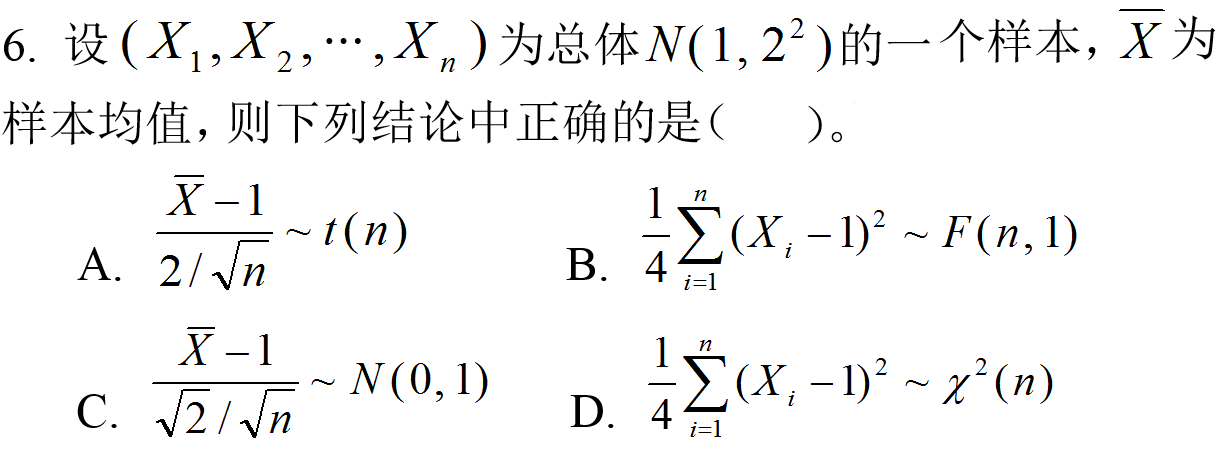 6. 设 ( X₁, X₂, ⋯, Xₙ ) 为总体 N(1, 2²) 的一个样本，X̄ 为
样本均值，则下列结论中正确的是（　　）。
A. (X̄ − 1) / (2/√n) ~ t(n)　　B. 1/4 ∑ᵢ₌₁ⁿ (Xᵢ − 1)² ~ F(n, 1)
C. (X̄ − 1) / (√2/√n) ~ N(0, 1)　　D. 1/4 ∑ᵢ₌₁ⁿ (Xᵢ − 1)² ~ χ²(n)